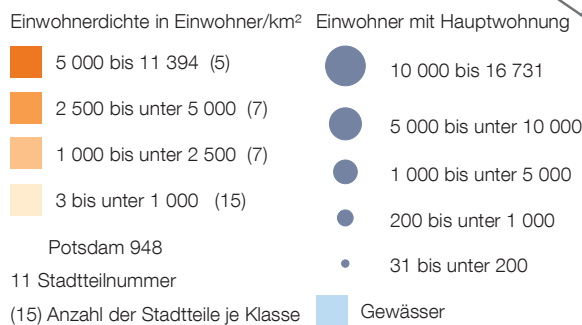 Einwohnerdichte in Einwohner/km²
5 000 bis 11 394 (5)
2 500 bis unter 5 000 (7)
1 000 bis unter 2 500 (7)
3 bis unter 1 000 (15)
Potsdam 948
11 Stadtteilnummer
(15) Anzahl der Stadtteile je Klasse
Einwohner mit Hauptwohnung
10 000 bis 16 731
5 000 bis unter 10 000
1 000 bis unter 5 000
200 bis unter 1 000
31 bis unter 200
Gewässer